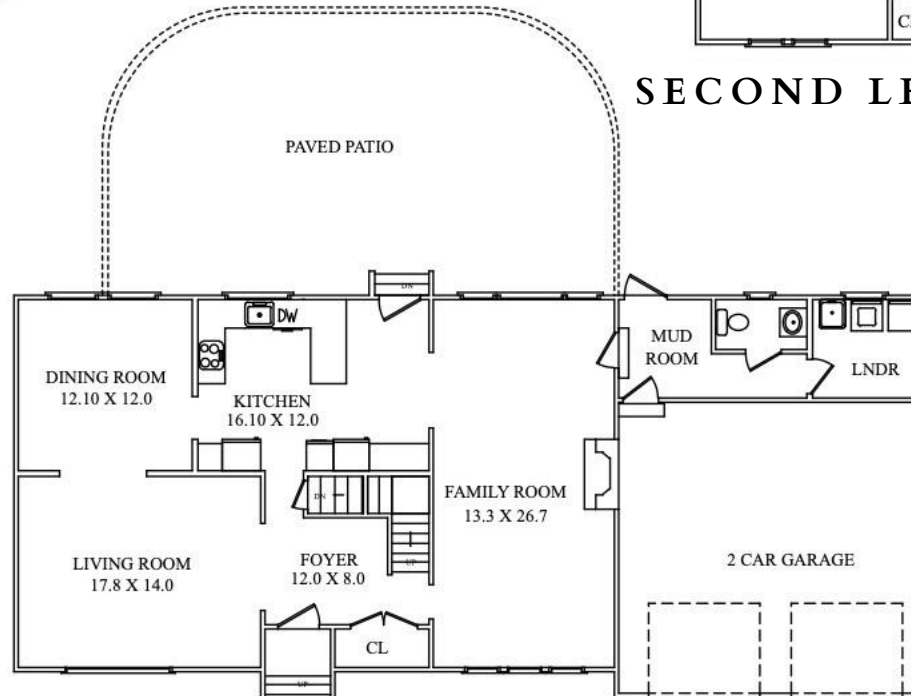 C
SECOND LE
PAVED PATIO
DN
DW
MUD
ROOM
LNDR
DINING ROOM
12.10 X 12.0
KITCHEN
16.10 X 12.0
DN
FAMILY ROOM
13.3 X 26.7
UP
LIVING ROOM
17.8 X 14.0
FOYER
12.0 X 8.0
2 CAR GARAGE
CL
UP